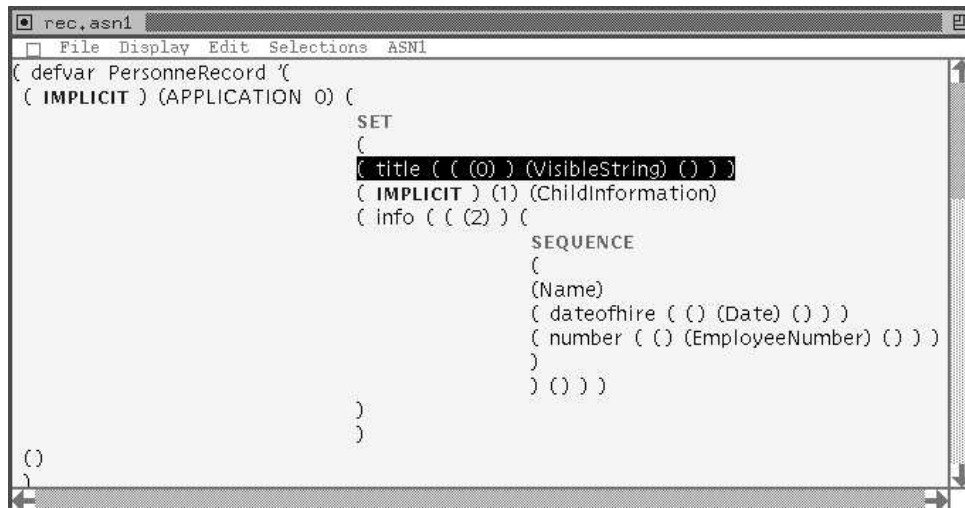 rec.asn1
File Display Edit Selections ASN1
( defvar PersonneRecord '(
( IMPLICIT ) (APPLICATION 0) (
SET
(
( title ( ( (0) ) (VisibleString) () ) )
( IMPLICIT ) (1) (ChildInformation)
( info ( ( (2) ) (
SEQUENCE
(
(Name)
( dateofhire ( () (Date) () ) )
( number ( () (EmployeeNumber) () ) )
)
) () ) )
)
)
()
)